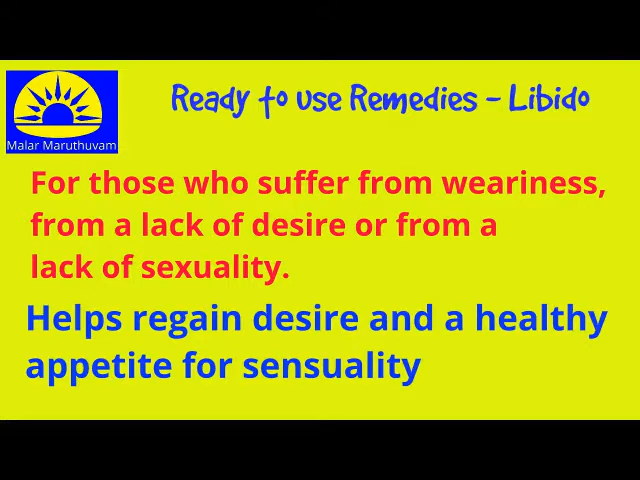 Ready to use Remedies - Libido
Malar Maruthuvam
For those who suffer from weariness,
from a lack of desire or from a
lack of sexuality.
Helps regain desire and a healthy
appetite for sensuality